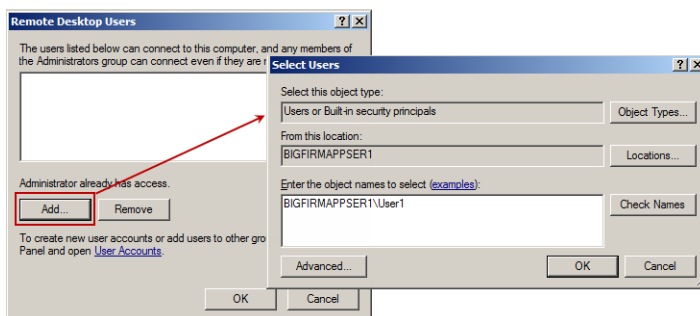 Remote Desktop Users
The users listed below can connect to this computer, and any members of
the Administrators group can connect even if they are
Administrator already has access.
Add...
Remove
To create new user accounts or add users to other
Panel and open User Accounts.
OK
Cancel
Select Users
Select this object type:
Users or Built-in security principals
Object Types...
From this location:
BIGFIRMAPPSER1
Locations...
Enter the object names to select (examples):
BIGFIRMAPPSER1\User1
Check Names
Advanced...
OK
Cancel